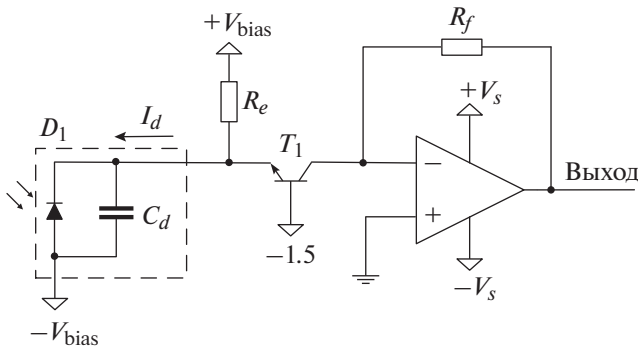 R_f
+V_bias
+V_s
R_e
I_d
D_1
T_1
−
Выход
C_d
+
−1.5
−V_s
−V_bias